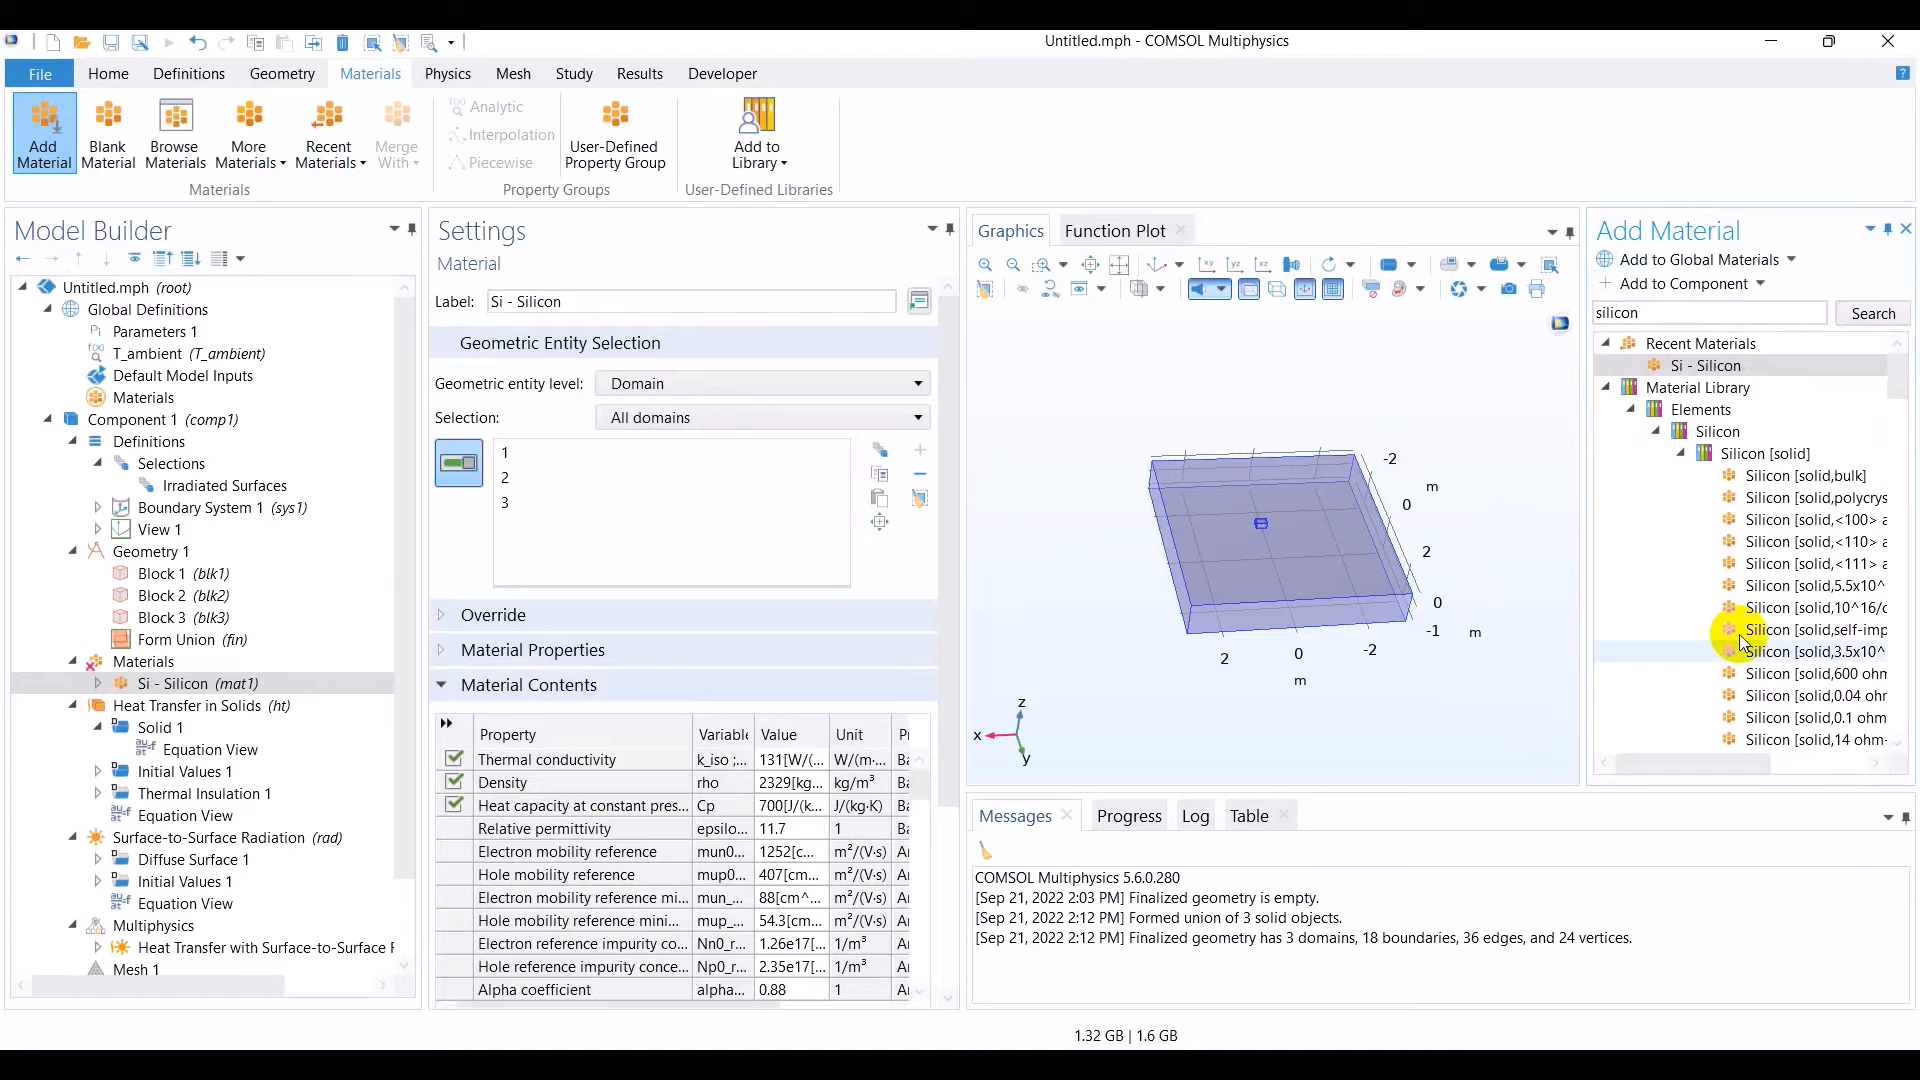 Untitled.mph - COMSOL Multiphysics
File
Home
Definitions
Geometry
Materials
Physics
Mesh
Study
Results
Developer
Add Material
Blank Material
Browse Materials
More Materials
Recent Materials
Merge With
Analytic
Interpolation
Piecewise
User-Defined Property Group
Add to Library
Materials
Property Groups
User-Defined Libraries
Model Builder
Untitled.mph (root)
Global Definitions
Parameters 1
T_ambient (T_ambient)
Default Model Inputs
Materials
Component 1 (comp1)
Definitions
Selections
Irradiated Surfaces
Boundary System 1 (sys1)
View 1
Geometry 1
Block 1 (blk1)
Block 2 (blk2)
Block 3 (blk3)
Form Union (fin)
Materials
Si - Silicon (mat1)
Heat Transfer in Solids (ht)
Solid 1
Equation View
Initial Values 1
Thermal Insulation 1
Equation View
Surface-to-Surface Radiation (rad)
Diffuse Surface 1
Initial Values 1
Equation View
Multiphysics
Heat Transfer with Surface-to-Surface R
Mesh 1
Settings
Material
Label: Si - Silicon
Geometric Entity Selection
Geometric entity level: Domain
Selection: All domains
1
2
3
Override
Material Properties
Material Contents
Property Variable Value Unit
Thermal conductivity k_iso ;... 131[W/(... W/(m·...
Density rho 2329[kg... kg/m³
Heat capacity at constant pres... Cp 700[J/(k... J/(kg·K)
Relative permittivity epsilo... 11.7 1
Electron mobility reference mun0... 1252[c... m²/(V·s)
Hole mobility reference mup0... 407[cm... m²/(V·s)
Electron mobility reference mi... mun_... 88[cm^... m²/(V·s)
Hole mobility reference mini... mup_... 54.3[cm... m²/(V·s)
Electron reference impurity co... Nn0_r... 1.26e17[... 1/m³
Hole reference impurity conce... Np0_r... 2.35e17[... 1/m³
Alpha coefficient alpha... 0.88 1
Graphics
Function Plot
-2
m
0
2
0
-1
m
2
0
-2
m
z
x
y
Messages
Progress
Log
Table
COMSOL Multiphysics 5.6.0.280
[Sep 21, 2022 2:03 PM] Finalized geometry is empty.
[Sep 21, 2022 2:12 PM] Formed union of 3 solid objects.
[Sep 21, 2022 2:12 PM] Finalized geometry has 3 domains, 18 boundaries, 36 edges, and 24 vertices.
Add Material
Add to Global Materials
Add to Component
silicon
Search
Recent Materials
Si - Silicon
Material Library
Elements
Silicon
Silicon [solid]
Silicon [solid,bulk]
Silicon [solid,polycrys
Silicon [solid,<100> a
Silicon [solid,<110> a
Silicon [solid,<111> a
Silicon [solid,5.5x10^
Silicon [solid,10^16/c
Silicon [solid,self-imp
Silicon [solid,3.5x10^
Silicon [solid,600 ohm
Silicon [solid,0.04 ohm
Silicon [solid,0.1 ohm
Silicon [solid,14 ohm-
1.32 GB | 1.6 GB